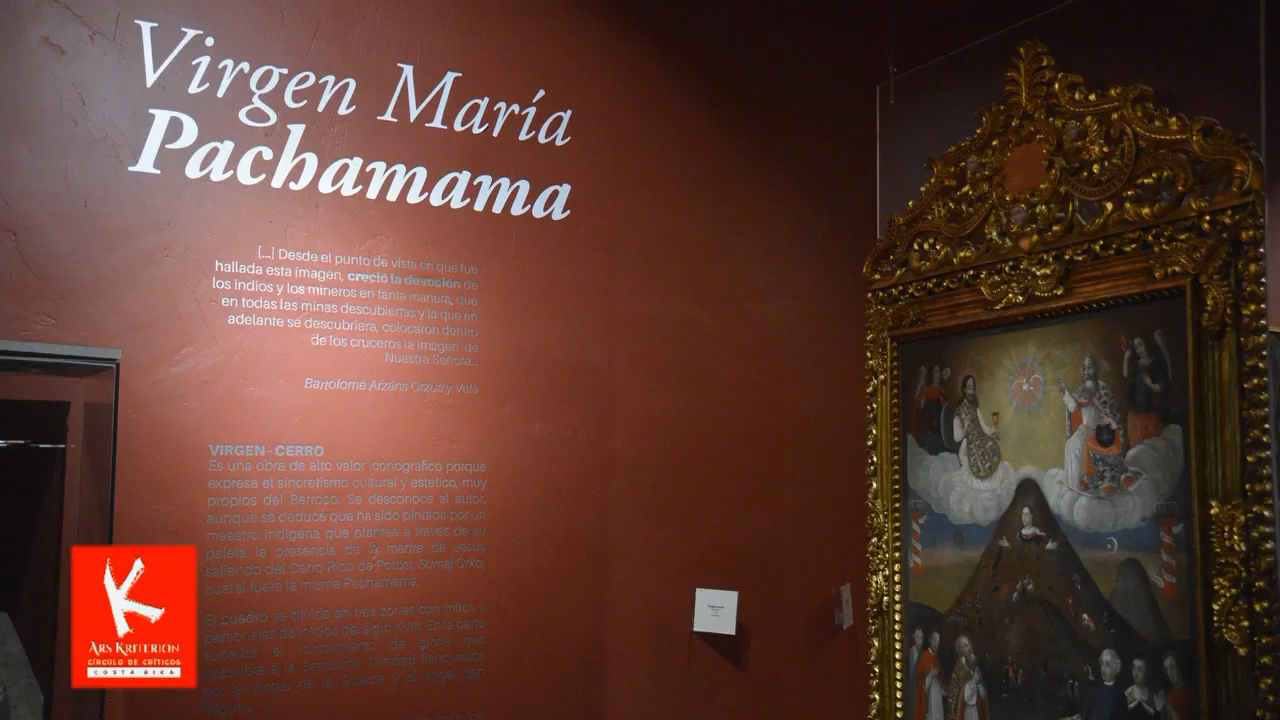 Virgen María
Pachamama
[...] Desde el punto de vista en que fue
hallada esta imagen, creció la devoción de
los indios y los mineros en tanta manera, que
en todas las minas descubiertas y la que en
adelante se descubriera, colocaron dentro
de los cruceros la imagen de
Nuestra Señora...
Bartolomé Arzáns Orzúa y Vela
VIRGEN - CERRO
Es una obra de alto valor iconográfico porque
expresa el sincretismo cultural y estético, muy
propios del Barroco. Se desconoce al autor,
aunque se deduce que ha sido pintada por un
maestro indígena que plantea a través de su
paleta la presencia de la madre de Jesús
saliendo del Cerro Rico de Potosí, Sumaj Orko,
cual si fuera la misma Pachamama.
El cuadro se divide en tres zonas con mitos y
personajes de inicios del siglo XVIII. En la parte
superior el rompimiento de gloria que
descubre a la Santísima Trinidad flanqueada
por el Ángel de la Guarda y el Ángel San
Miguel.
ARS KRITERION
CÍRCULO DE CRÍTICOS
COSTA RICA